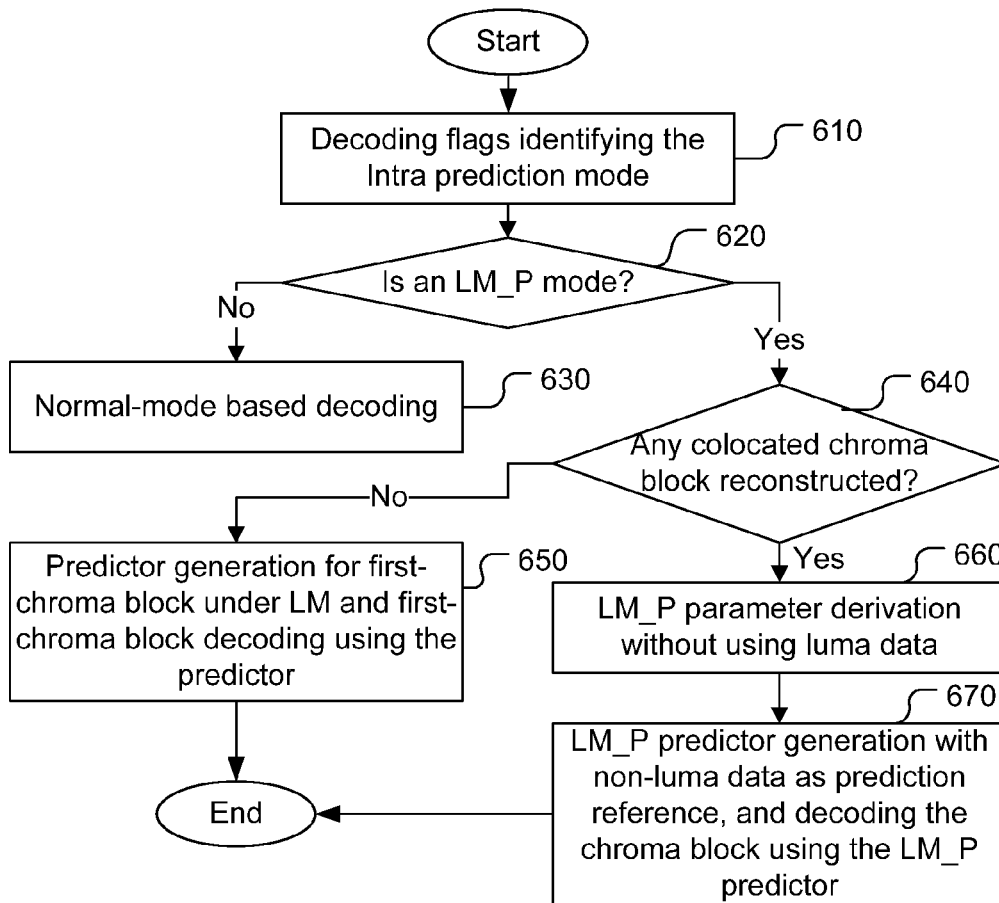 Start
Decoding flags identifying the
Intra prediction mode
610
620
Is an LM_P mode?
No
Yes
Normal-mode based decoding
630
640
Any colocated chroma
block reconstructed?
No
Yes
Predictor generation for first-
chroma block under LM and first-
chroma block decoding using the
predictor
650
660
LM_P parameter derivation
without using luma data
670
LM_P predictor generation with
non-luma data as prediction
reference, and decoding the
chroma block using the LM_P
predictor
End